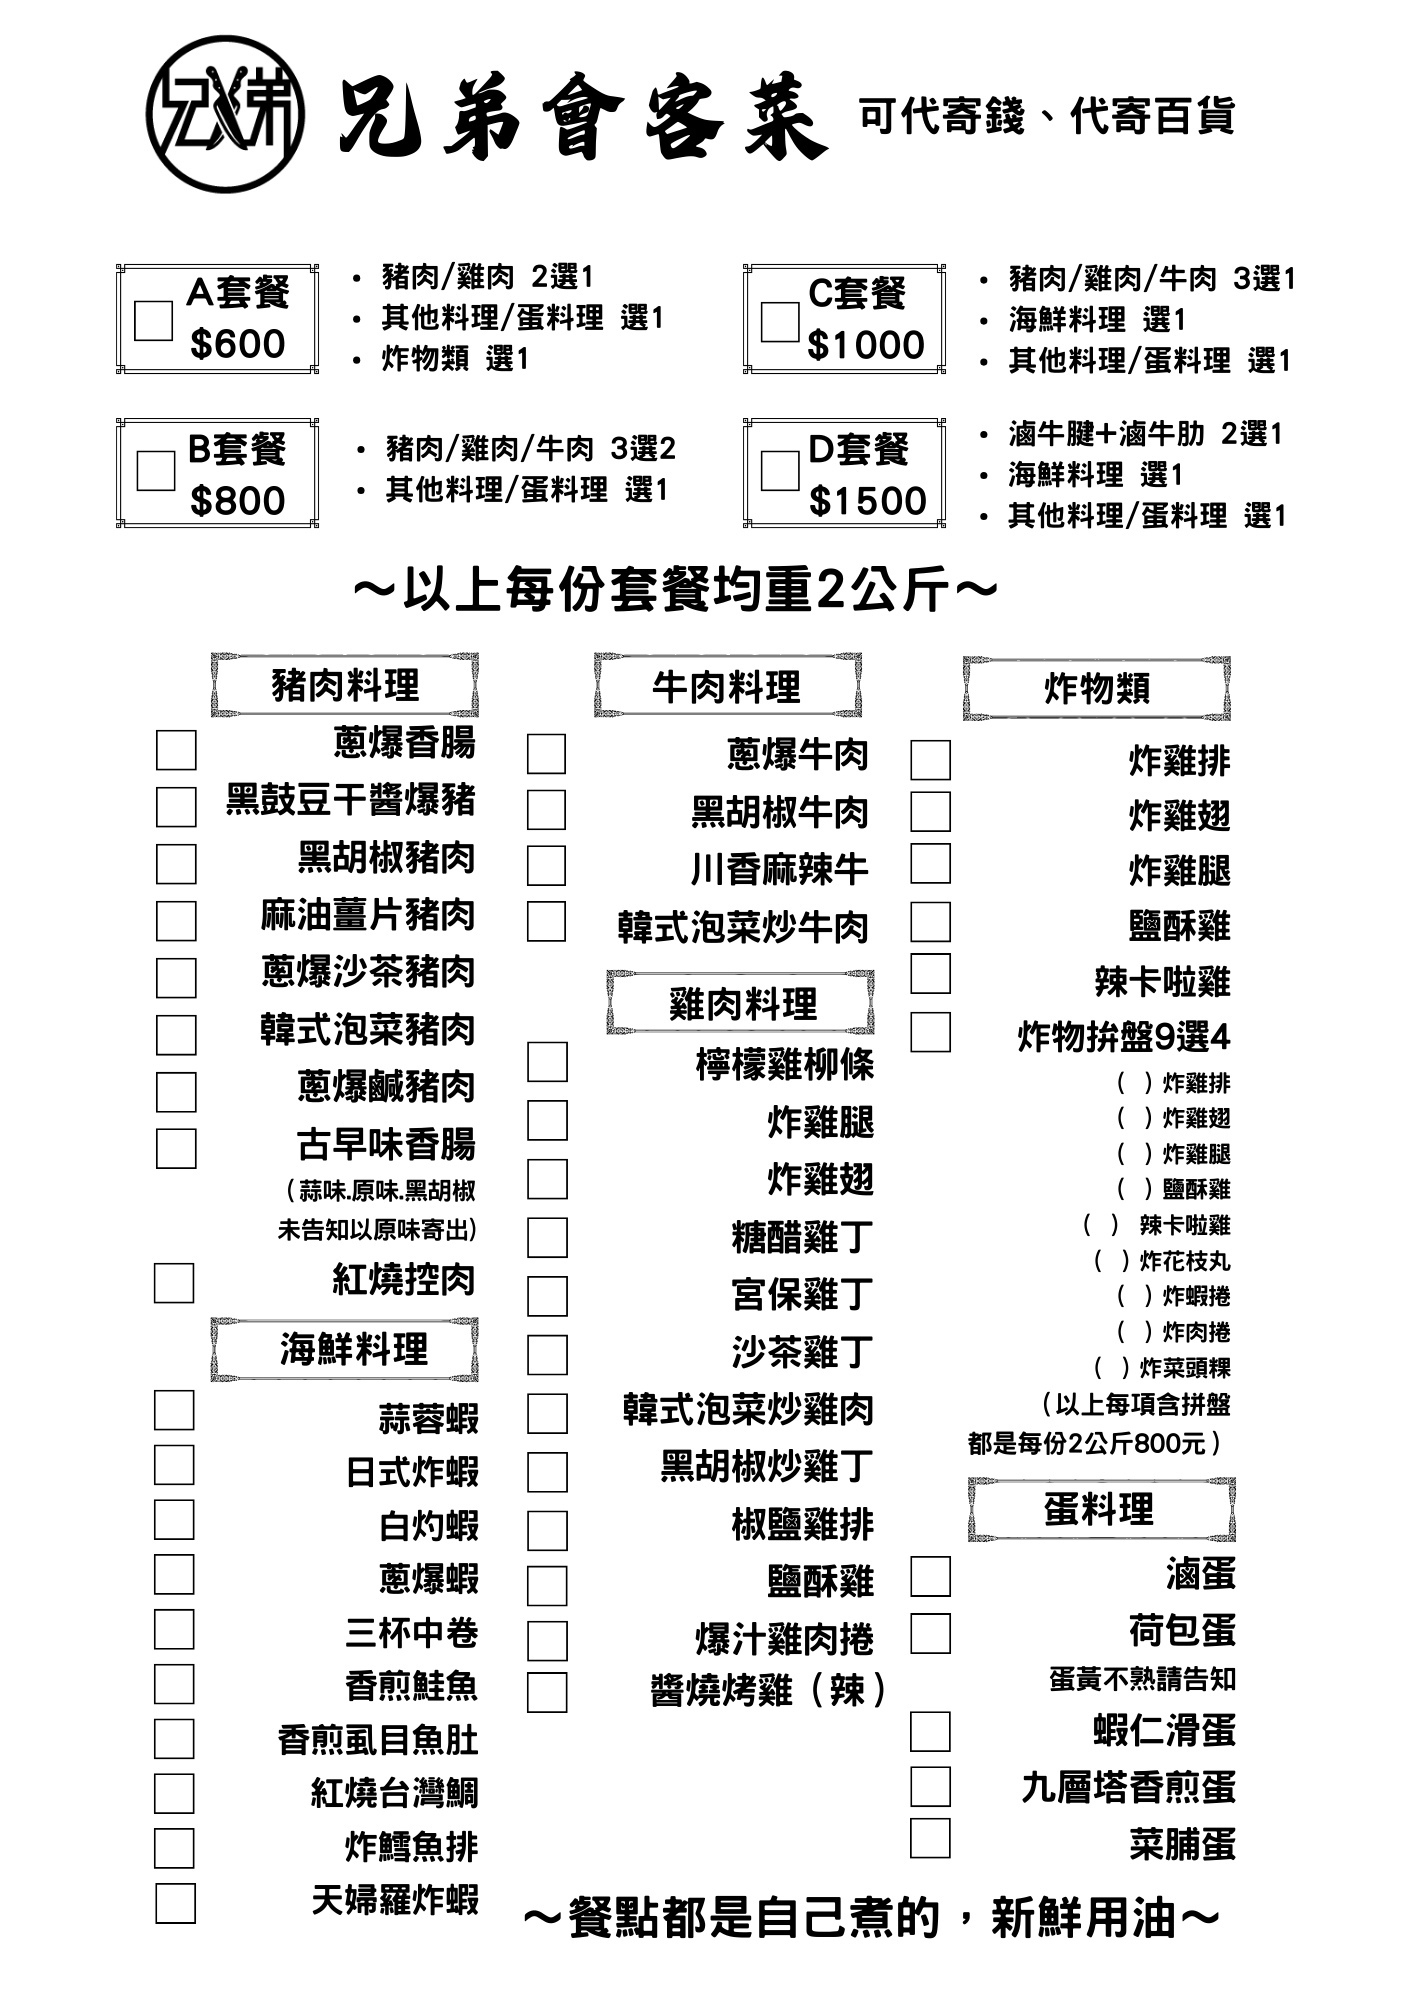 兄弟
兄弟會客菜
可代寄錢、代寄百貨
A套餐
$600
• 豬肉/雞肉 2選1
• 其他料理/蛋料理 選1
• 炸物類 選1
C套餐
$1000
• 豬肉/雞肉/牛肉 3選1
• 海鮮料理 選1
• 其他料理/蛋料理 選1
B套餐
$800
• 豬肉/雞肉/牛肉 3選2
• 其他料理/蛋料理 選1
D套餐
$1500
• 滷牛腱+滷牛肋 2選1
• 海鮮料理 選1
• 其他料理/蛋料理 選1
～以上每份套餐均重2公斤～
豬肉料理
蔥爆香腸
黑鼓豆干醬爆豬
黑胡椒豬肉
麻油薑片豬肉
蔥爆沙茶豬肉
韓式泡菜豬肉
蔥爆鹹豬肉
古早味香腸
（蒜味.原味.黑胡椒
未告知以原味寄出）
紅燒控肉
海鮮料理
蒜蓉蝦
日式炸蝦
白灼蝦
蔥爆蝦
三杯中卷
香煎鮭魚
香煎虱目魚肚
紅燒台灣鯛
炸鱈魚排
天婦羅炸蝦
牛肉料理
蔥爆牛肉
黑胡椒牛肉
川香麻辣牛
韓式泡菜炒牛肉
雞肉料理
檸檬雞柳條
炸雞腿
炸雞翅
糖醋雞丁
宮保雞丁
沙茶雞丁
韓式泡菜炒雞肉
黑胡椒炒雞丁
椒鹽雞排
鹽酥雞
爆汁雞肉捲
醬燒烤雞（辣）
炸物類
炸雞排
炸雞翅
炸雞腿
鹽酥雞
辣卡啦雞
炸物拚盤9選4
（ ）炸雞排
（ ）炸雞翅
（ ）炸雞腿
（ ）鹽酥雞
（ ） 辣卡啦雞
（ ）炸花枝丸
（ ）炸蝦捲
（ ）炸肉捲
（ ）炸菜頭粿
（以上每項含拼盤
都是每份2公斤800元）
蛋料理
滷蛋
荷包蛋
蛋黃不熟請告知
蝦仁滑蛋
九層塔香煎蛋
菜脯蛋
～餐點都是自己煮的，新鮮用油～